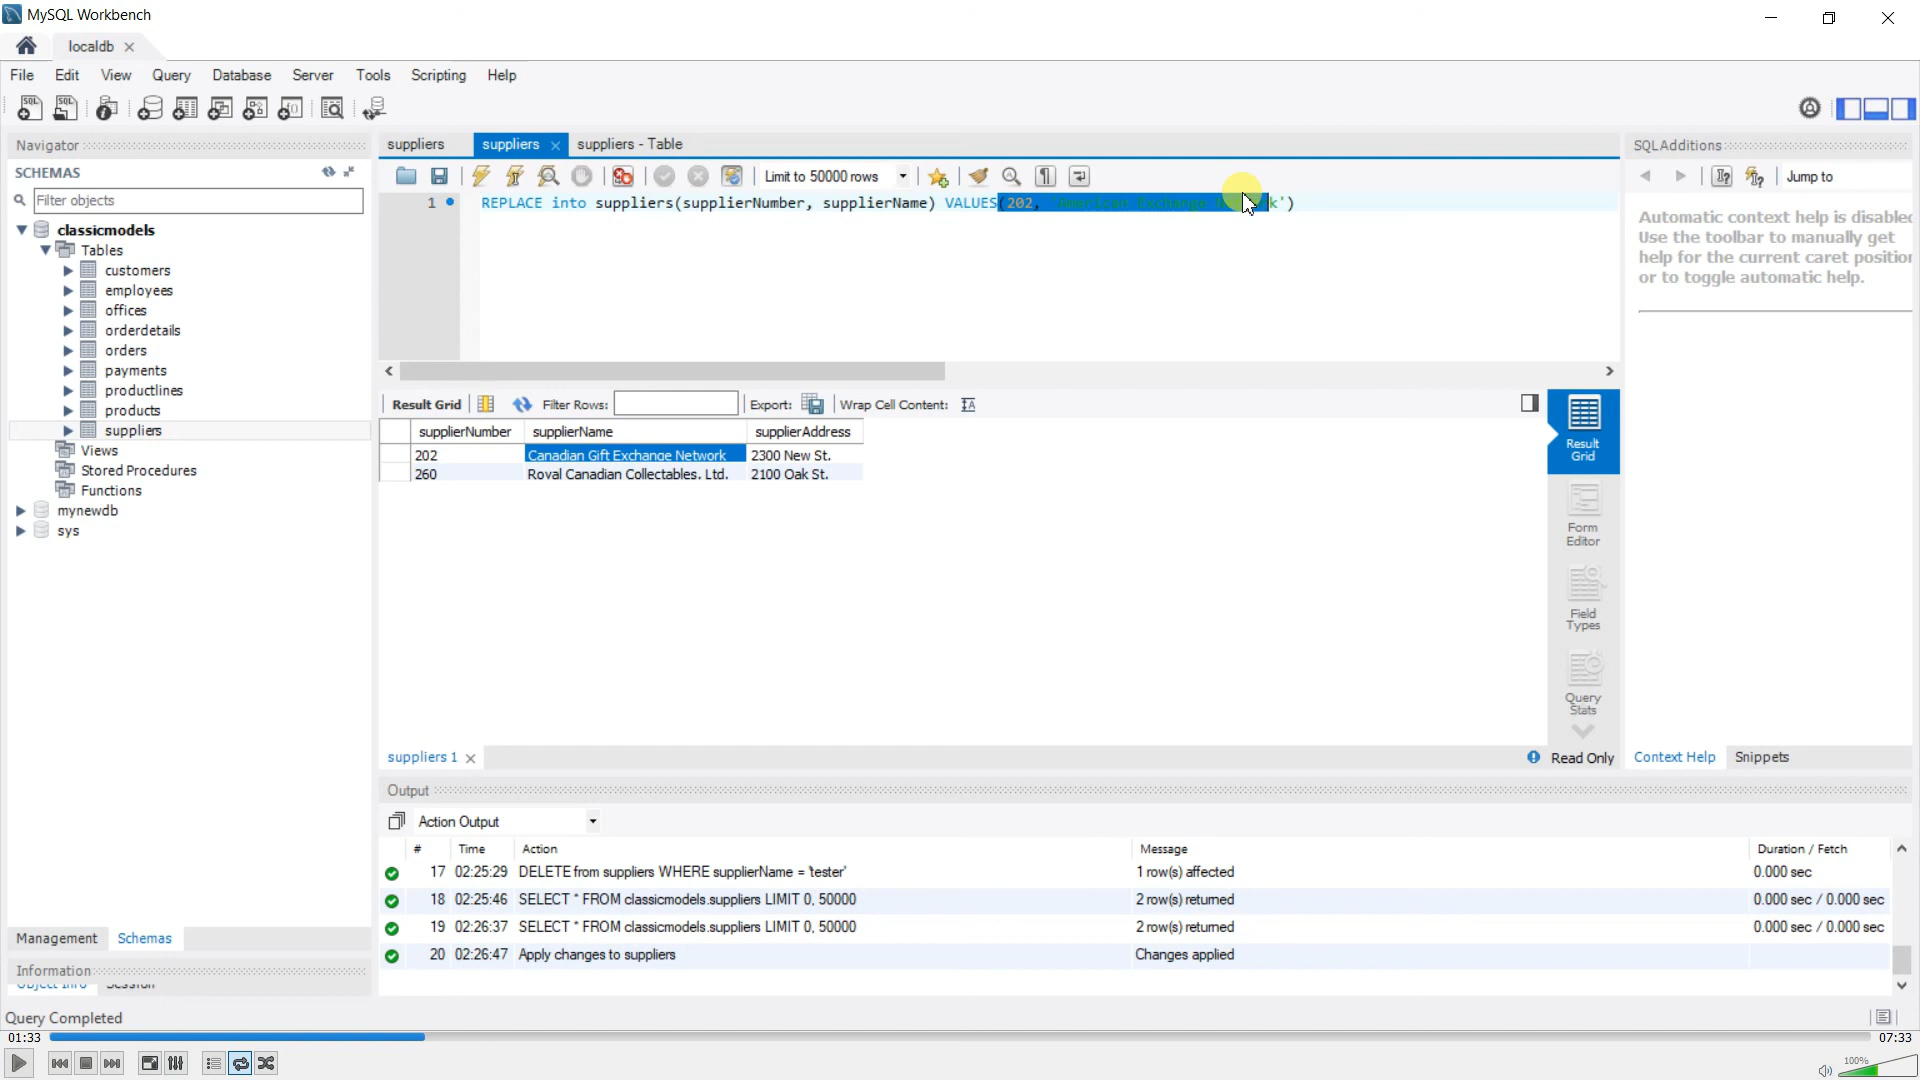 MySQL Workbench
localdb
File Edit View Query Database Server Tools Scripting Help
Navigator
SCHEMAS
Filter objects
classicmodels
Tables
customers
employees
offices
orderdetails
orders
payments
productlines
products
suppliers
Views
Stored Procedures
Functions
mynewdb
sys
Management Schemas
Information
Object Info Session
suppliers suppliers suppliers - Table
Limit to 50000 rows
1 REPLACE into suppliers(supplierNumber, supplierName) VALUES(202, 'American Exchange k')
Result Grid Filter Rows: Export: Wrap Cell Content:
supplierNumber supplierName supplierAddress
202 Canadian Gift Exchange Network 2300 New St.
260 Royal Canadian Collectables, Ltd. 2100 Oak St.
Result Grid
Form Editor
Field Types
Query Stats
suppliers 1
Read Only
SQLAdditions
Jump to
Automatic context help is disabled
Use the toolbar to manually get
help for the current caret position
or to toggle automatic help.
Context Help Snippets
Output
Action Output
# Time Action Message Duration / Fetch
17 02:25:29 DELETE from suppliers WHERE supplierName = 'tester' 1 row(s) affected 0.000 sec
18 02:25:46 SELECT * FROM classicmodels.suppliers LIMIT 0, 50000 2 row(s) returned 0.000 sec / 0.000 sec
19 02:26:37 SELECT * FROM classicmodels.suppliers LIMIT 0, 50000 2 row(s) returned 0.000 sec / 0.000 sec
20 02:26:47 Apply changes to suppliers Changes applied
Query Completed
01:33 07:33
100%